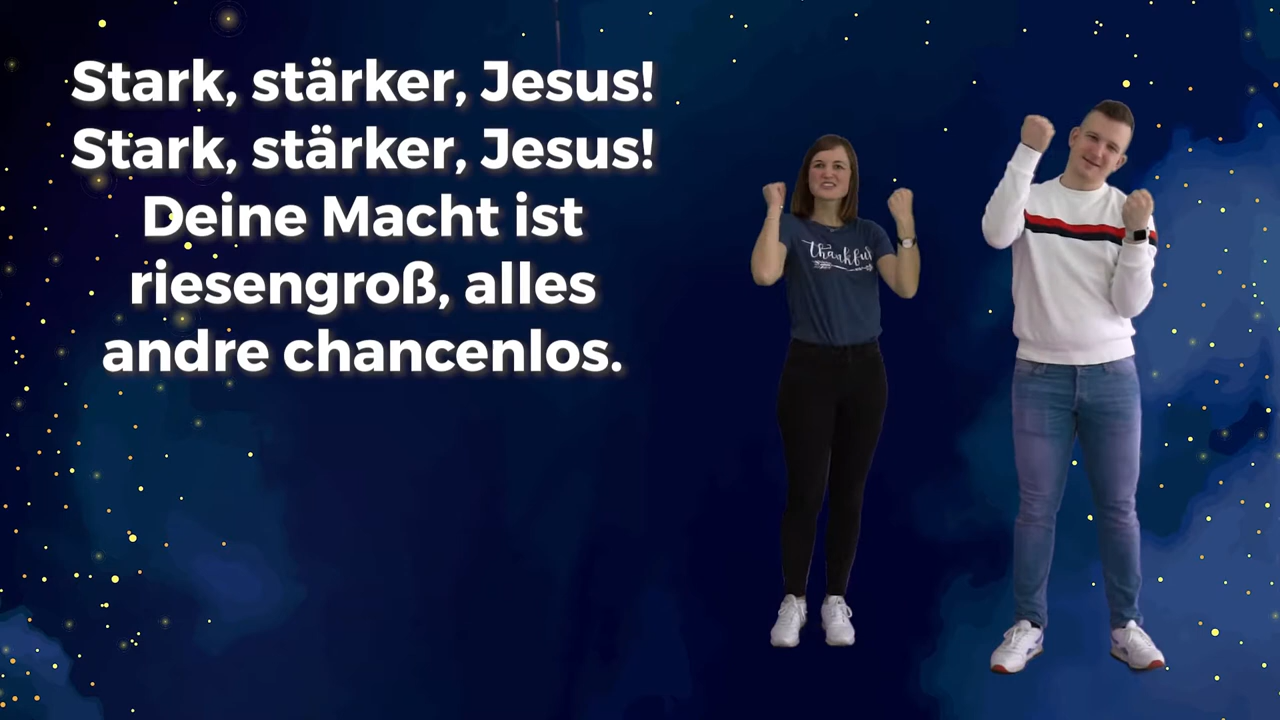 Stark, stärker, Jesus!
Stark, stärker, Jesus!
Deine Macht ist
riesengroß, alles
andre chancenlos.
thankful